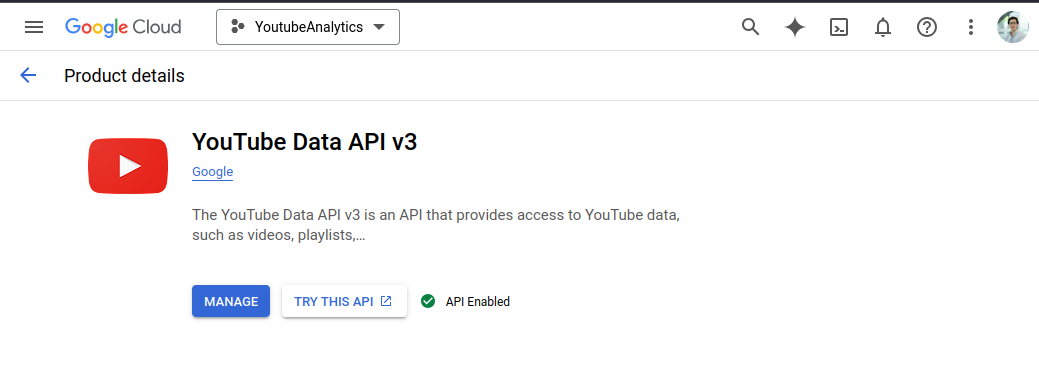 Google Cloud YoutubeAnalytics
Product details
YouTube Data API v3
Google
The YouTube Data API v3 is an API that provides access to YouTube data,
such as videos, playlists,...
MANAGE TRY THIS API API Enabled